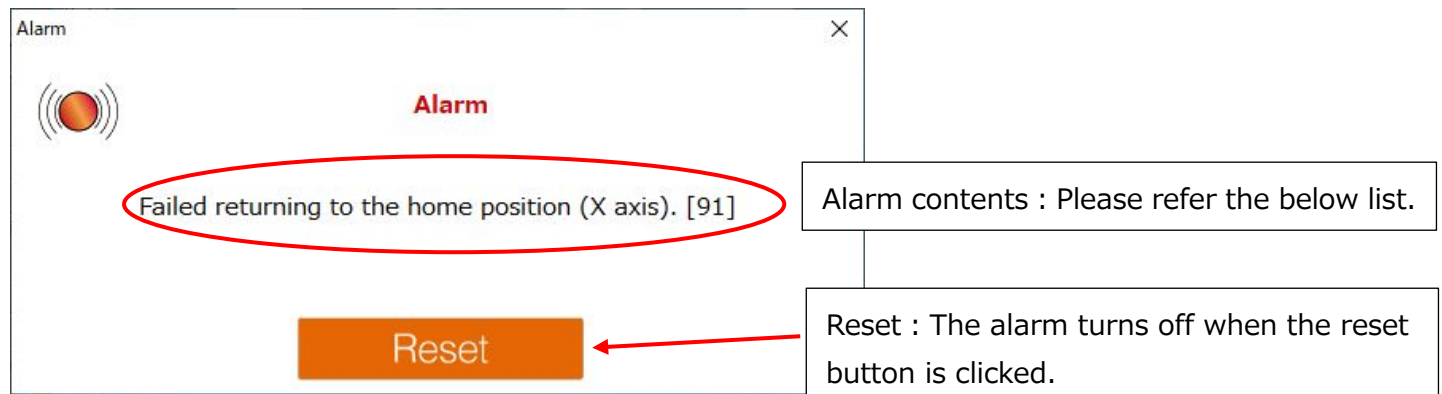 Alarm
Alarm
Failed returning to the home position (X axis). [91]
Alarm contents : Please refer the below list.
Reset
Reset : The alarm turns off when the reset
button is clicked.